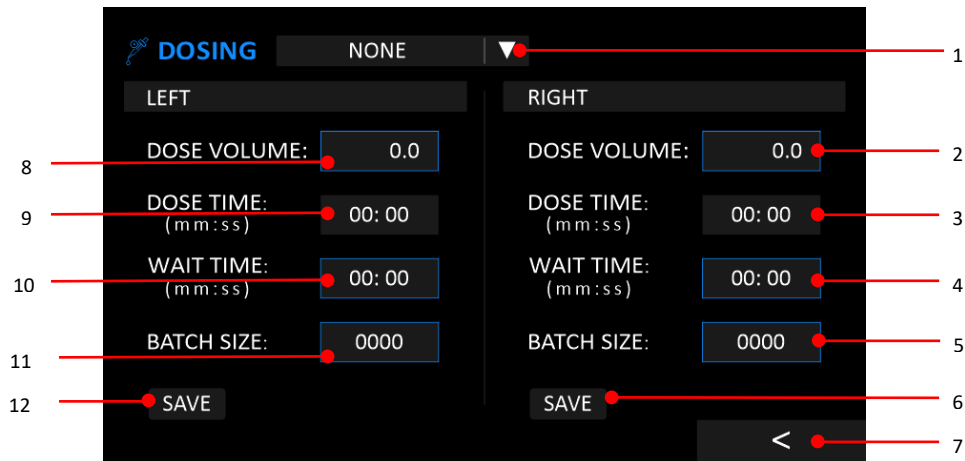 DOSING NONE ▼ 1
LEFT
RIGHT
DOSE VOLUME: 0.0
8
DOSE VOLUME: 0.0
2
DOSE TIME:
(mm:ss)
00: 00
9
DOSE TIME:
(mm:ss)
00: 00
3
WAIT TIME:
(mm:ss)
00: 00
10
WAIT TIME:
(mm:ss)
00: 00
4
BATCH SIZE: 0000
11
BATCH SIZE: 0000
5
SAVE
12
SAVE
6
<
7